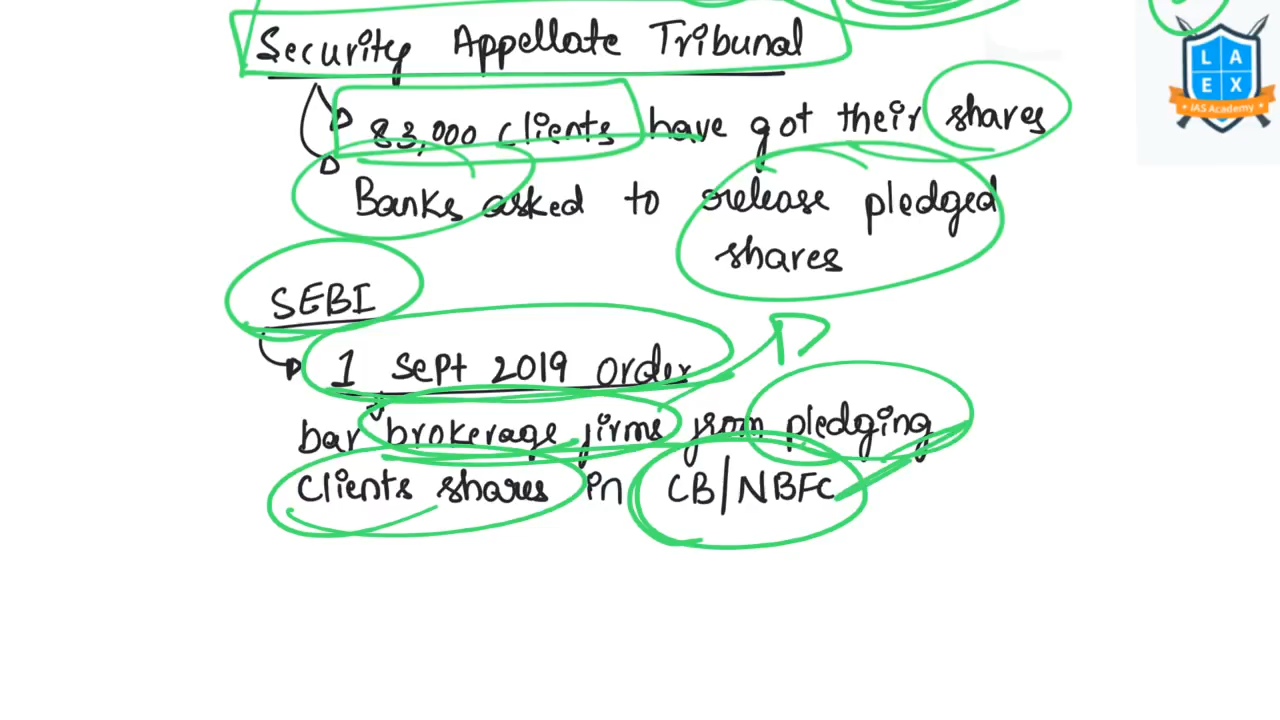 Security Appellate Tribunal
83,000 clients have got their shares
Banks asked to release pledged
shares
SEBI
1 Sept 2019 order
bar brokerage firms from pledging
clients shares in CB/NBFC
L A
E X
IAS Academy